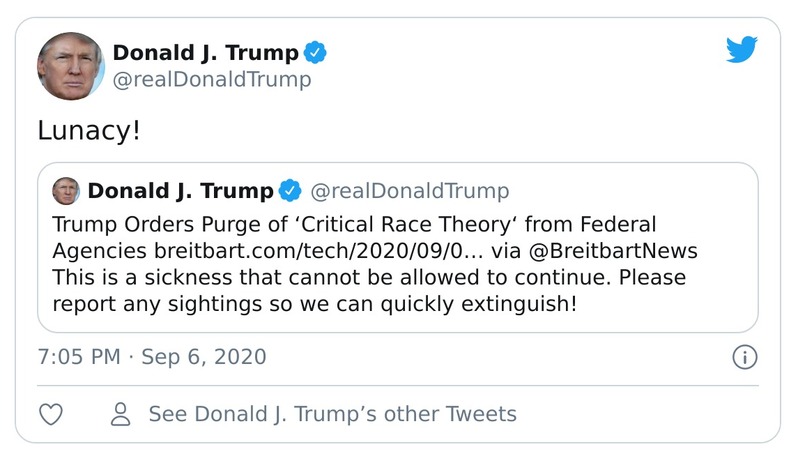 Donald J. Trump
@realDonaldTrump
Lunacy!
Donald J. Trump @realDonaldTrump
Trump Orders Purge of ‘Critical Race Theory‘ from Federal
Agencies breitbart.com/tech/2020/09/0… via @BreitbartNews
This is a sickness that cannot be allowed to continue. Please
report any sightings so we can quickly extinguish!
7:05 PM · Sep 6, 2020
See Donald J. Trump’s other Tweets